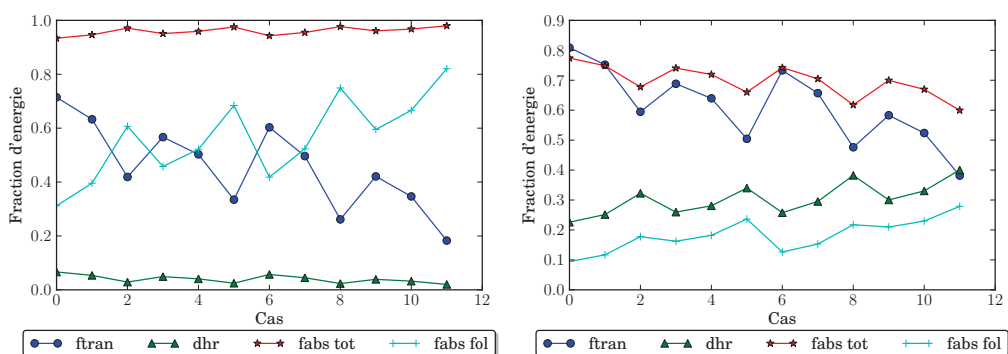 Fraction d'energie
1.0
0.8
0.6
0.4
0.2
0.0
0 2 4 6 8 10 12
Cas
ftran dhr fabs tot fabs fol
Fraction d'energie
0.9
0.8
0.7
0.6
0.5
0.4
0.3
0.2
0.1
0.0
0 2 4 6 8 10 12
Cas
ftran dhr fabs tot fabs fol